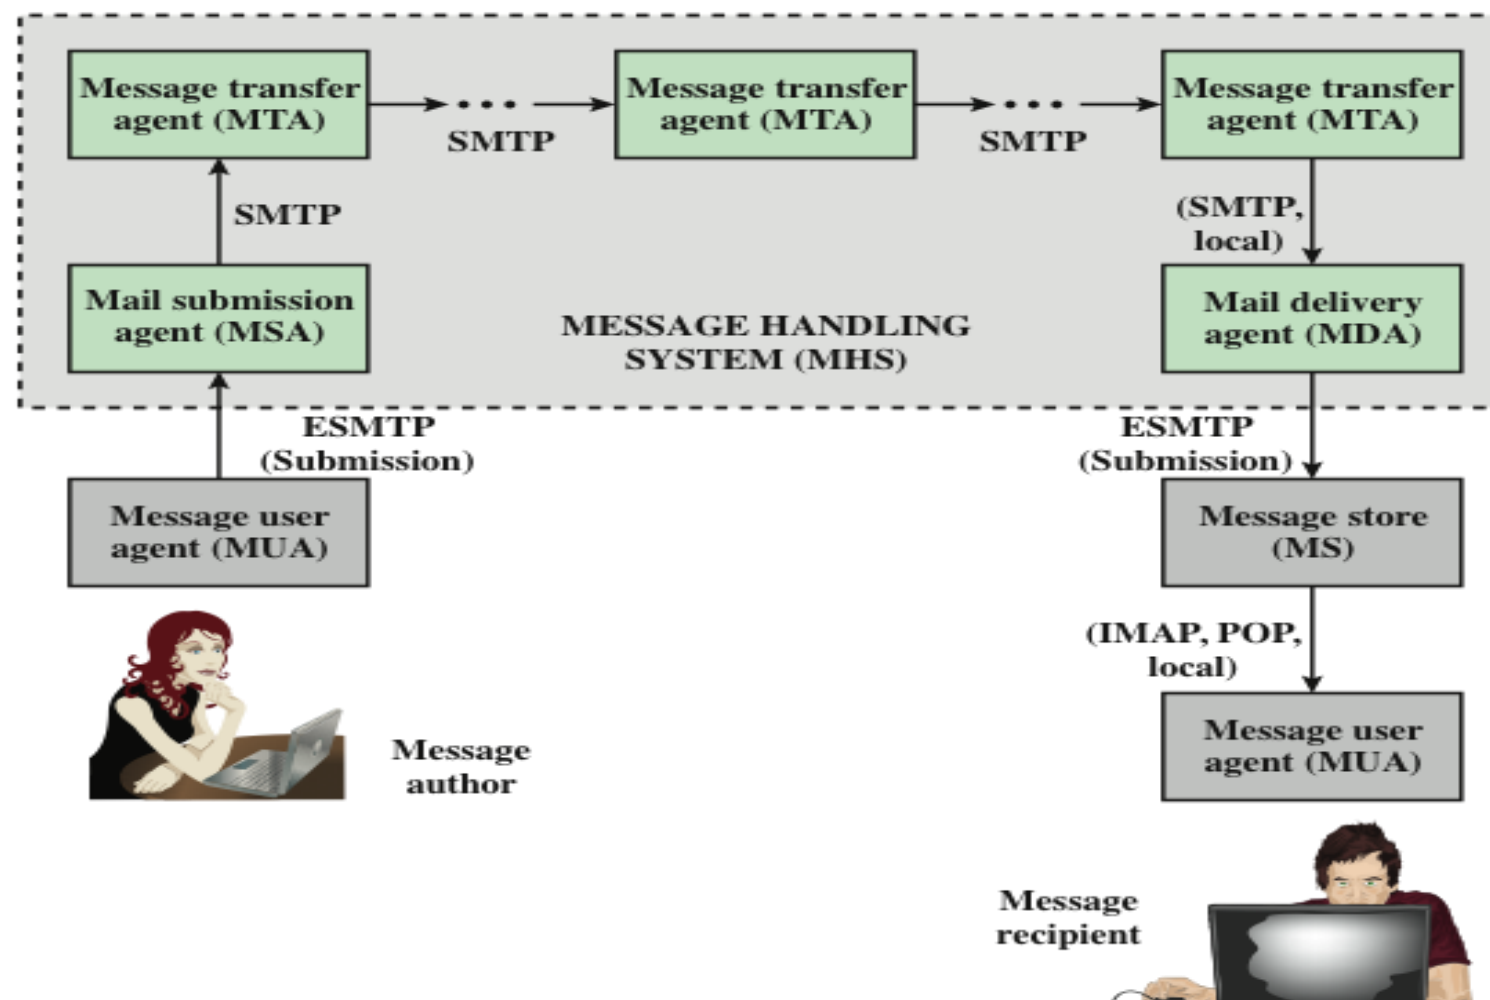 Message transfer
agent (MTA)
SMTP
Message transfer
agent (MTA)
SMTP
Message transfer
agent (MTA)
SMTP
(SMTP,
local)
Mail submission
agent (MSA)
MESSAGE HANDLING
SYSTEM (MHS)
Mail delivery
agent (MDA)
ESMTP
(Submission)
ESMTP
(Submission)
Message user
agent (MUA)
Message store
(MS)
(IMAP, POP,
local)
Message
author
Message user
agent (MUA)
Message
recipient